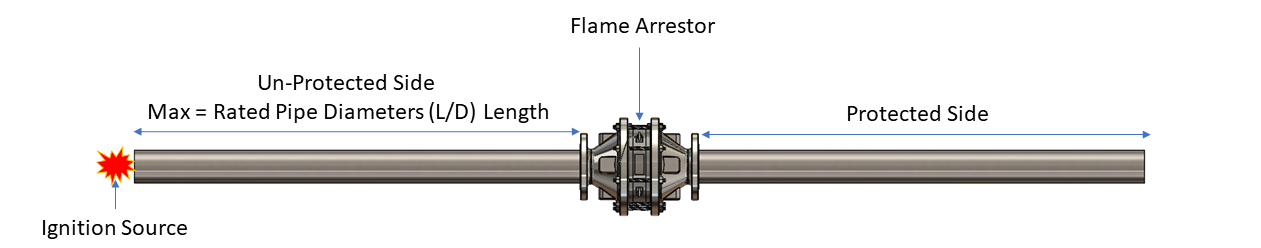 Flame Arrestor
Un-Protected Side
Max = Rated Pipe Diameters (L/D) Length
Protected Side
Ignition Source